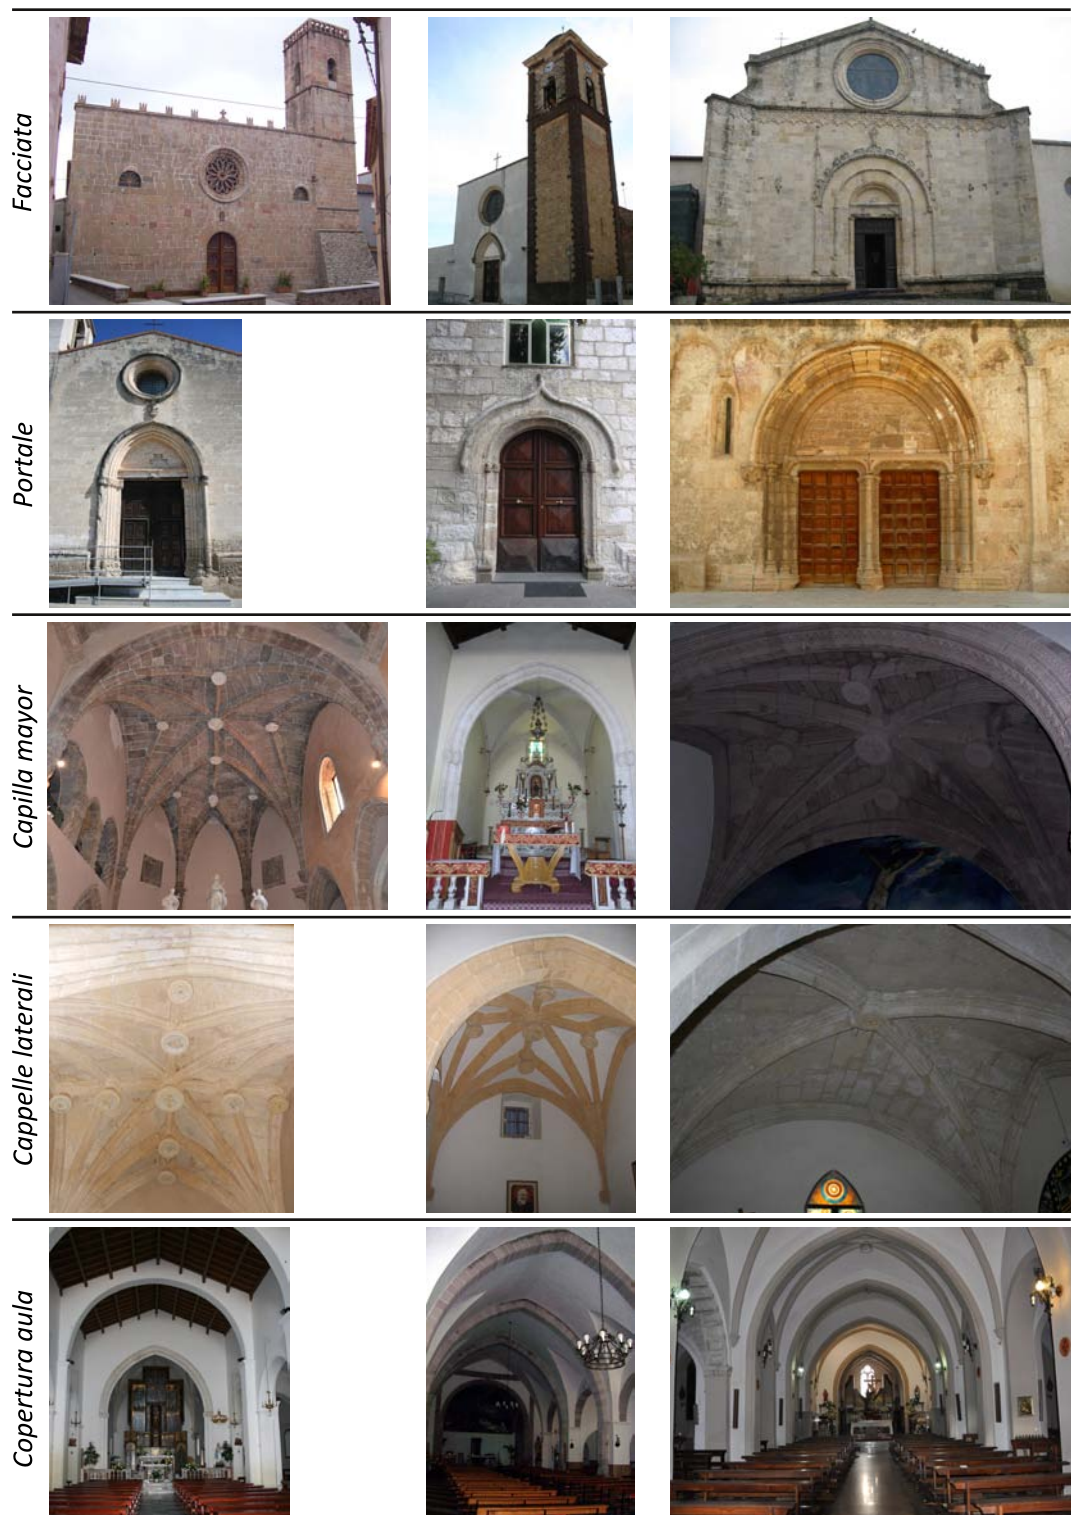 Facciata
Portale
Capilla mayor
Cappelle laterali
Copertura aula